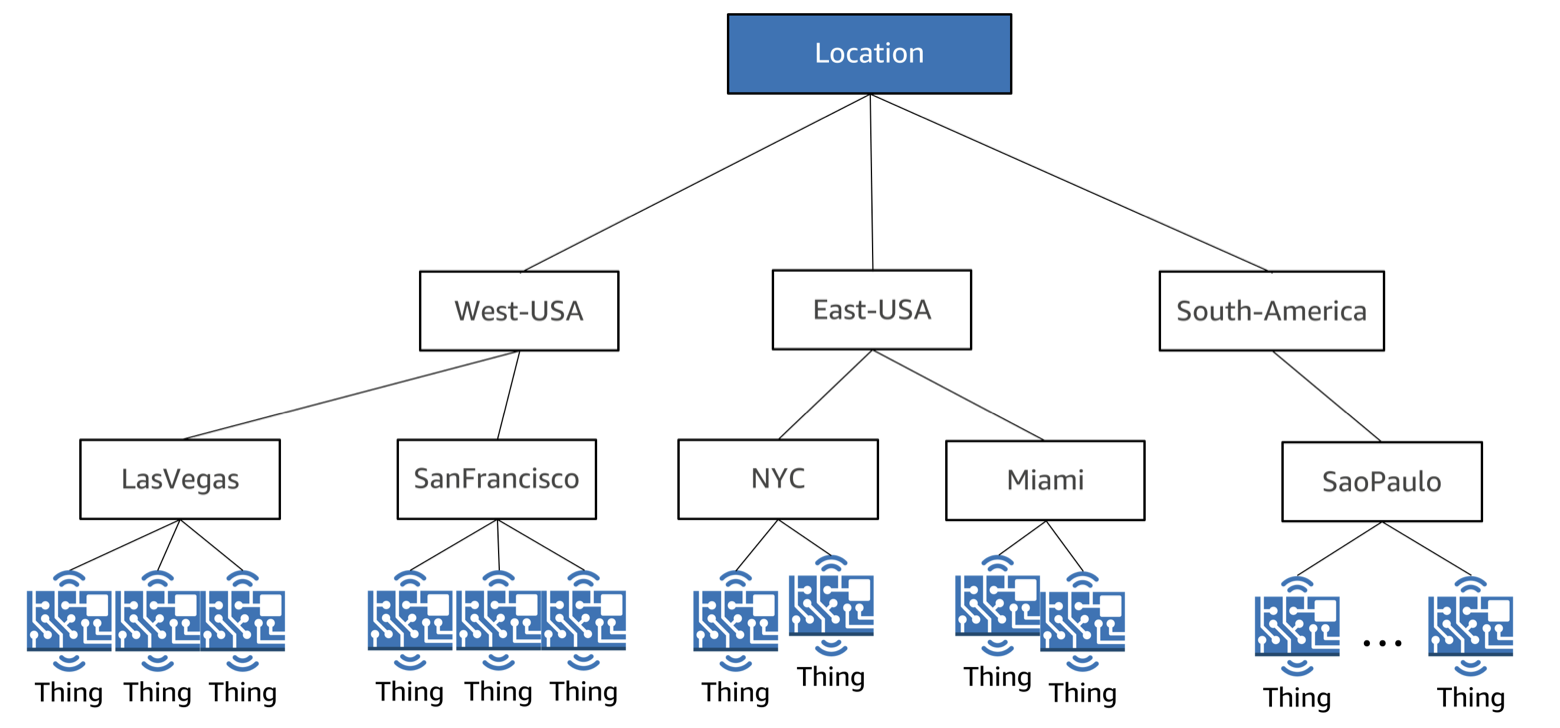 Location
West-USA
East-USA
South-America
LasVegas
SanFrancisco
NYC
Miami
SaoPaulo
...
Thing
Thing
Thing
Thing
Thing
Thing
Thing
Thing
Thing
Thing
Thing
Thing